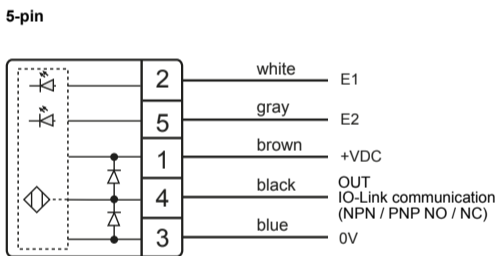 5-pin
2 white E1
5 gray E2
1 brown +VDC
4 black OUT
IO-Link communication
(NPN / PNP NO / NC)
3 blue 0V